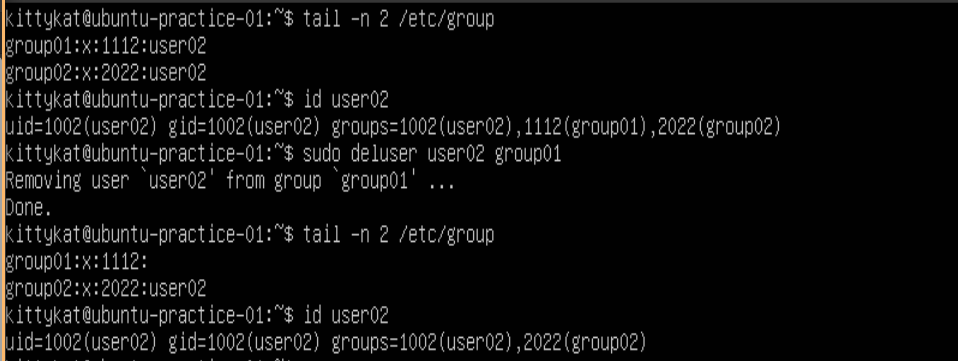 kittykat@ubuntu-practice-01:~$ tail -n 2 /etc/group
group01:x:1112:user02
group02:x:2022:user02
kittykat@ubuntu-practice-01:~$ id user02
uid=1002(user02) gid=1002(user02) groups=1002(user02),1112(group01),2022(group02)
kittykat@ubuntu-practice-01:~$ sudo deluser user02 group01
Removing user `user02' from group `group01' ...
Done.
kittykat@ubuntu-practice-01:~$ tail -n 2 /etc/group
group01:x:1112:
group02:x:2022:user02
kittykat@ubuntu-practice-01:~$ id user02
uid=1002(user02) gid=1002(user02) groups=1002(user02),2022(group02)